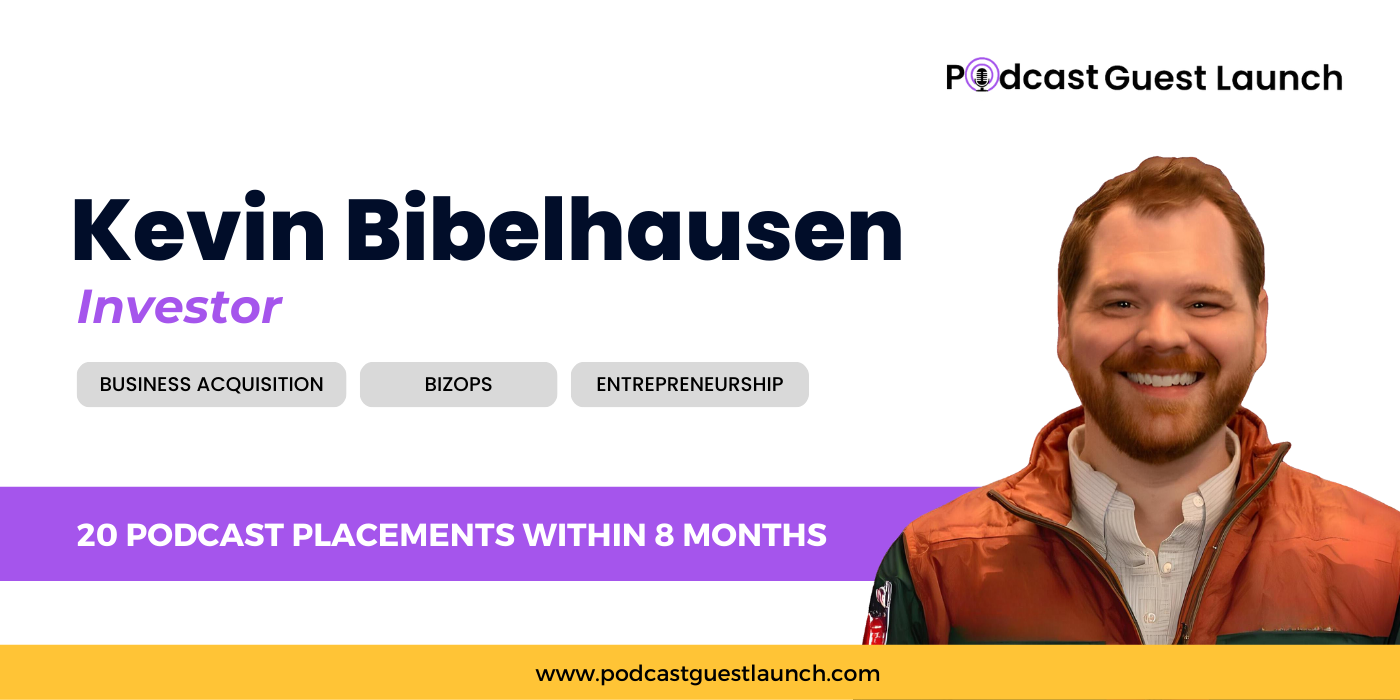 Podcast Guest Launch
Kevin Bibelhausen
Investor
BUSINESS ACQUISITION
BIZOPS
ENTREPRENEURSHIP
20 PODCAST PLACEMENTS WITHIN 8 MONTHS
www.podcastguestlaunch.com